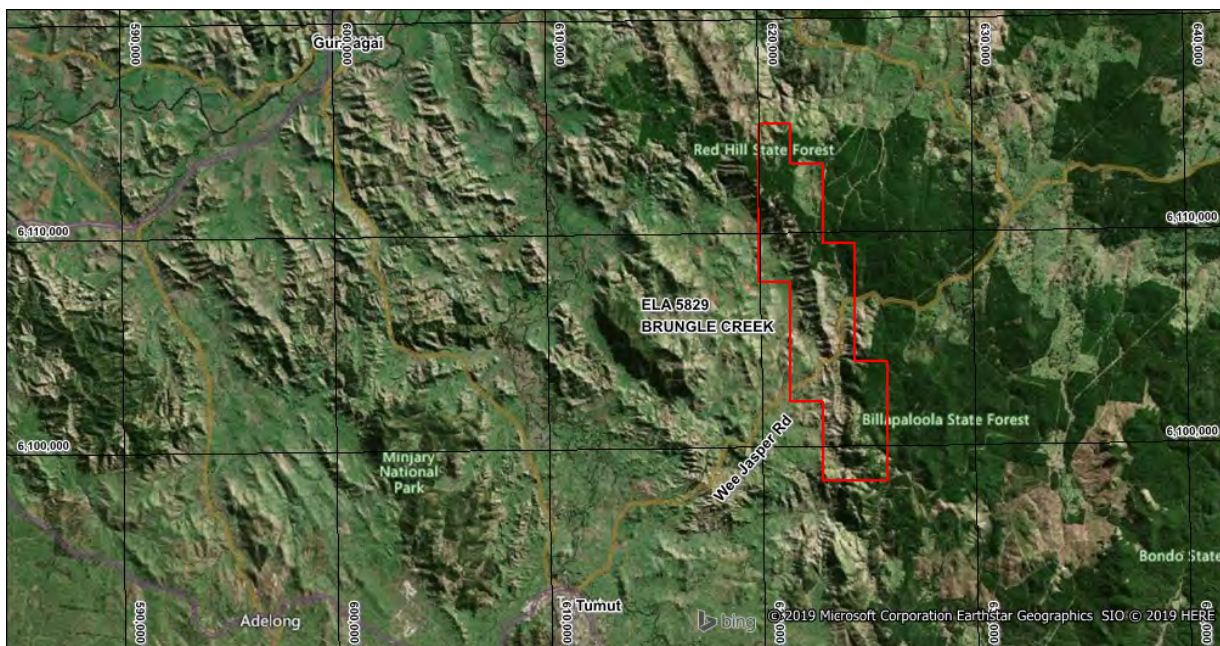 590,000
600,000
610,000
620,000
630,000
640,000
Gundagai
Red Hill State Forest
6,110,000
6,110,000
ELA 5829
BRUNGLE CREEK
Billapaloola State Forest
6,100,000
6,100,000
Minjary
National
Park
Wee Jasper Rd
Bondo State
Adelong
Tumut
590,000
600,000
610,000
620,000
630,000
640,000
bing
© 2019 Microsoft Corporation Earthstar Geographics SIO © 2019 HERE